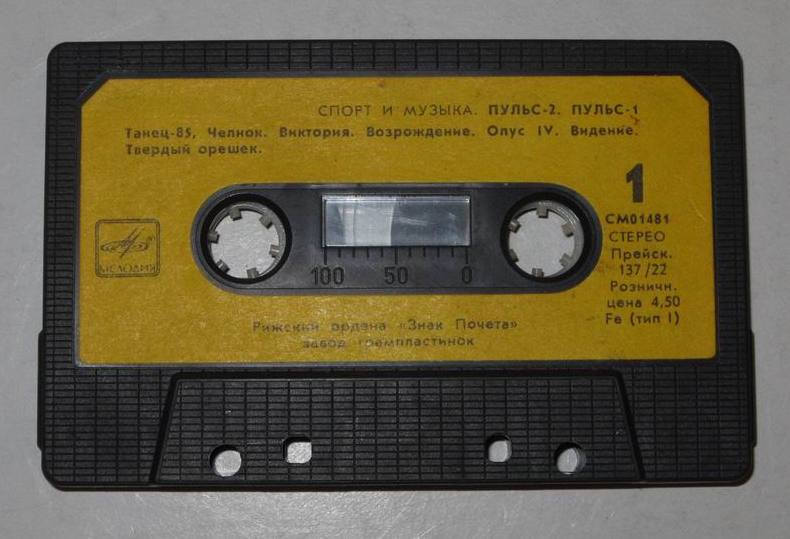 СПОРТ И МУЗЫКА. ПУЛЬС-2. ПУЛЬС-1
Танец-85, Челнок. Виктория. Возрождение. Опус IV. Видение.
Твердый орешек.
1
СМ01481
СТЕРЕО
Прейск.
137/22
Рознičн.
цена 4,50
Fe (тип I)
МЕЛОДИЯ
100 50 0
Рижский ордена «Знак Почета»
завод грампластинок